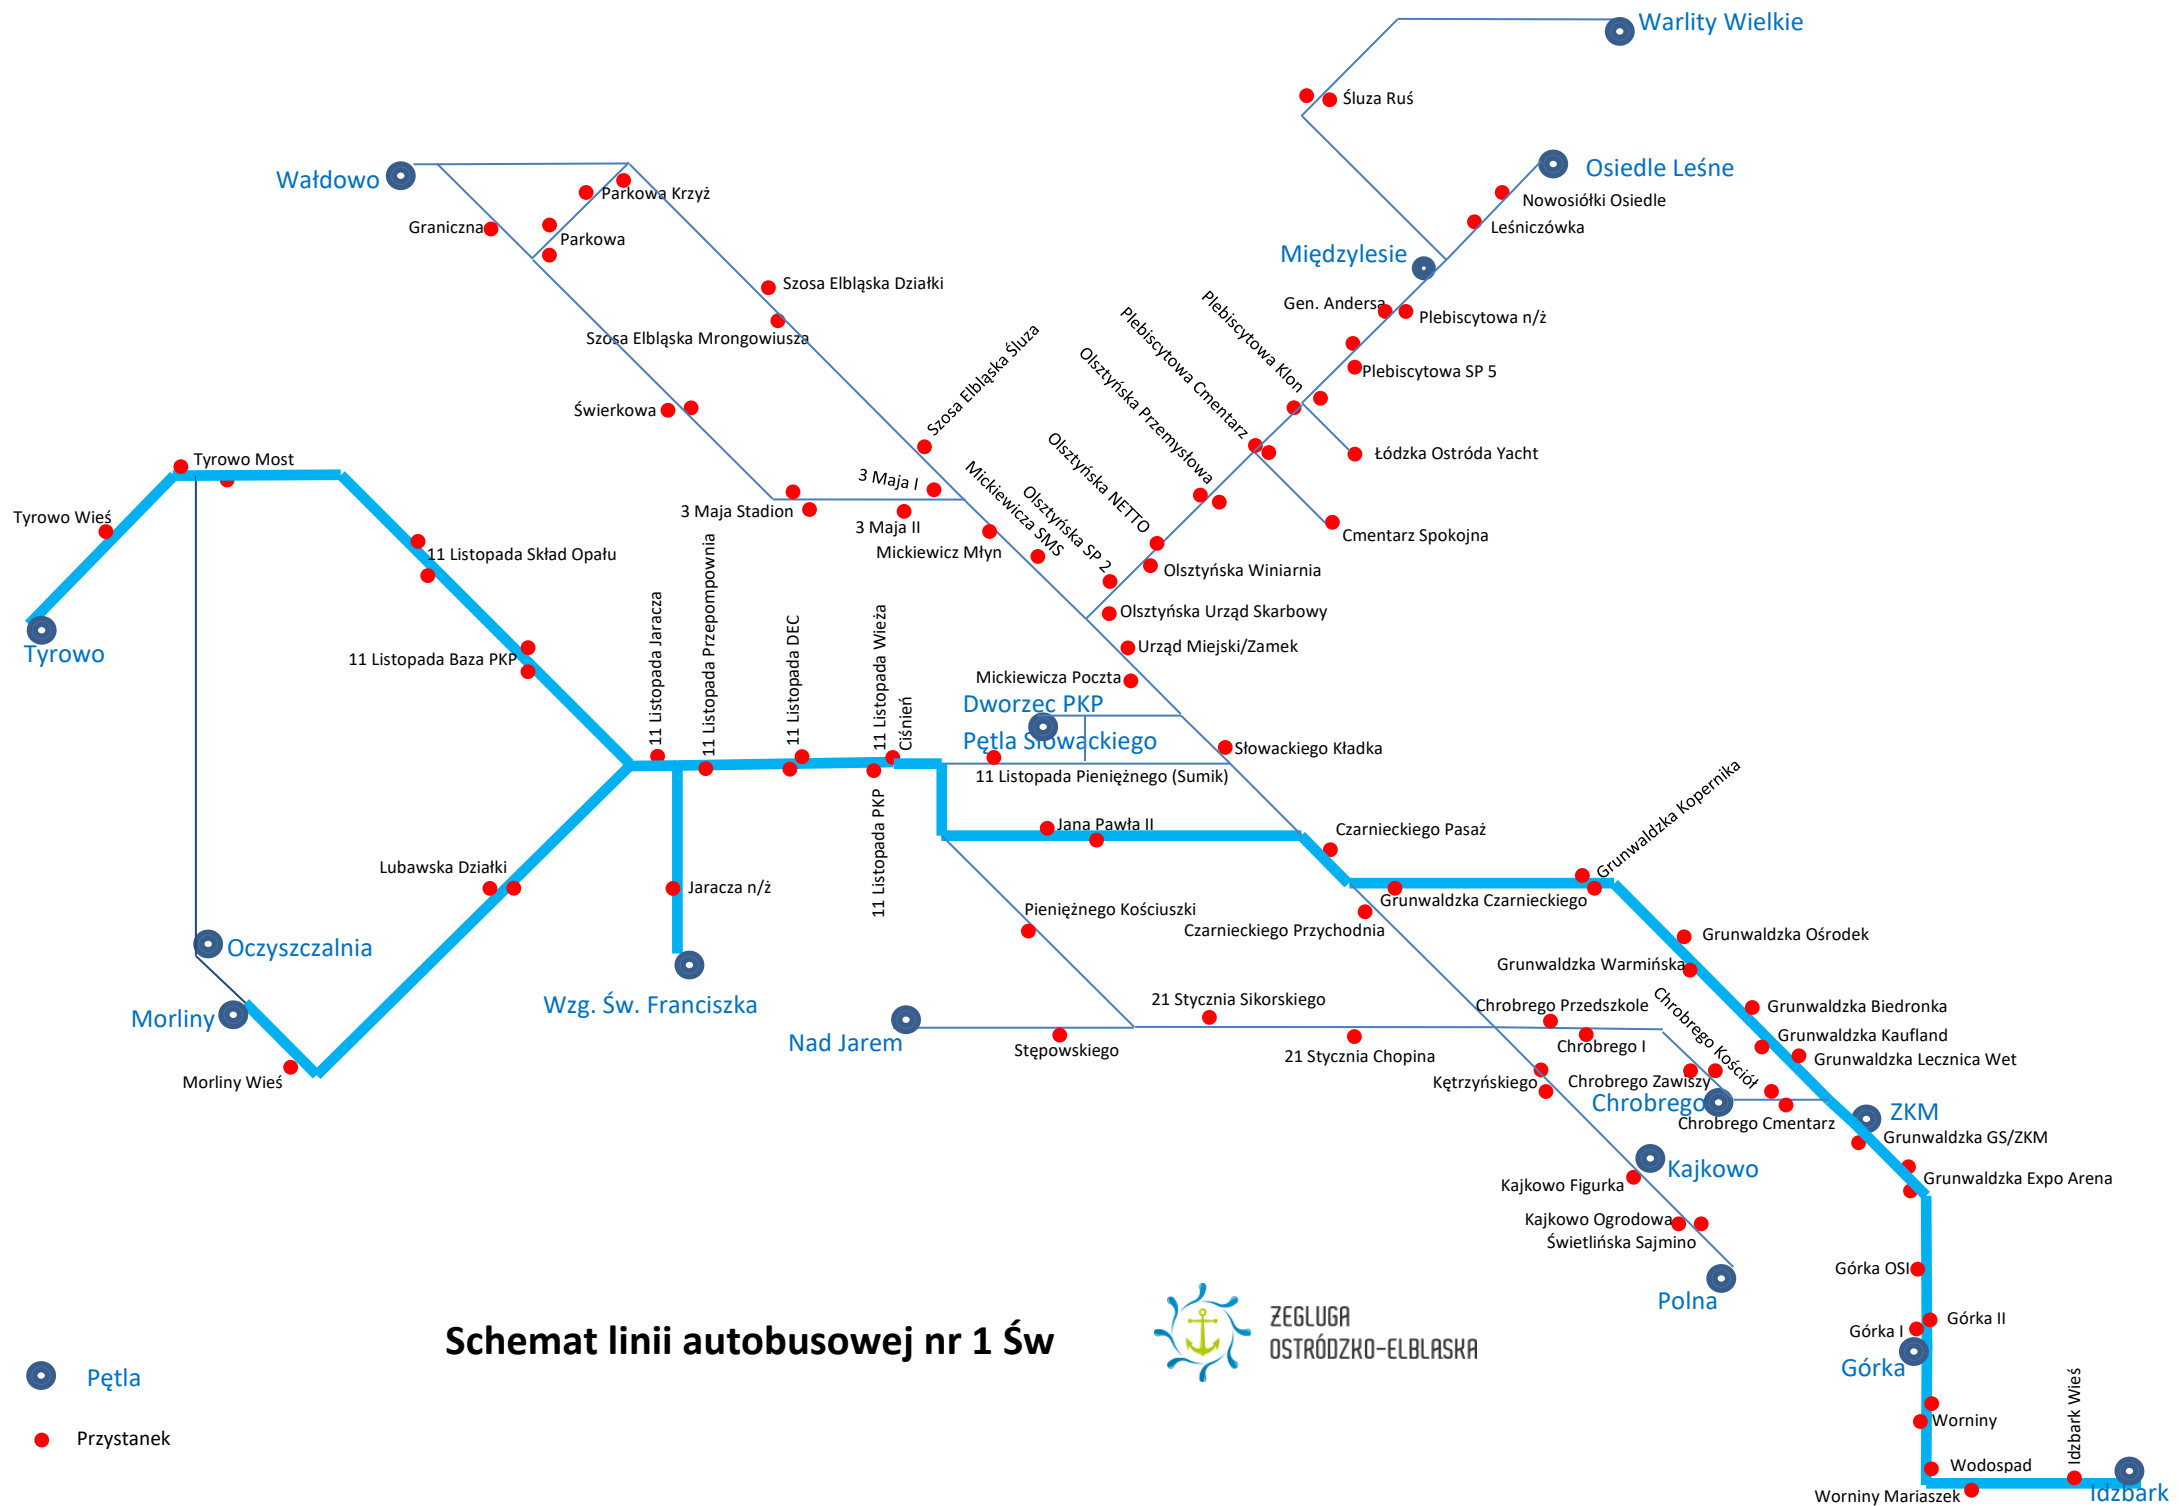 Warlity Wielkie
Śluza Ruś
Wałdowo
Osiedle Leśne
Parkowa Krzyż
Nowosiółki Osiedle
Graniczna
Leśniczówka
Parkowa
Międzylesie
Szosa Elbląska Działki
Gen. Andersa
Plebiscytowa n/ż
Szosa Elbląska Mrongowiusza
Szosa Elbląska Śluza
Plebiscytowa Klon
Plebiscytowa Cmentarz
Olsztyńska Przemysłowa
Plebiscytowa SP 5
Świerkowa
Olsztyńska NETTO
Łódzka Ostróda Yacht
Tyrowo Most
3 Maja I
Mickiewicza SMS
Olsztyńska SP 2
Tyrowo Wieś
3 Maja Stadion
3 Maja II
Mickiewicz Młyn
Cmentarz Spokojna
11 Listopada Skład Opału
Olsztyńska Winiarnia
Olsztyńska Urząd Skarbowy
Tyrowo
11 Listopada Baza PKP
11 Listopada Jaracza
11 Listopada Przepompownia
11 Listopada DEC
11 Listopada Wieża
Ciśnień
Urząd Miejski/Zamek
Mickiewicza Poczta
Dworzec PKP
Pętla Słowackiego
Słowackiego Kładka
11 Listopada Pieniężnego (Sumik)
11 Listopada PKP
Jana Pawła II
Czarnieckiego Pasaż
Grunwaldzka Kopernika
Lubawska Działki
Jaracza n/ż
Grunwaldzka Czarnieckiego
Pieniężnego Kościuszki
Czarnieckiego Przychodnia
Grunwaldzka Ośrodek
Oczyszczalnia
Grunwaldzka Warmińska
Wzg. Św. Franciszka
21 Stycznia Sikorskiego
Chrobrego Przedszkole
Chrobrego Kościół
Grunwaldzka Biedronka
Morliny
Nad Jarem
Stępowskiego
21 Stycznia Chopina
Chrobrego I
Grunwaldzka Kaufland
Grunwaldzka Lecznica Wet
Morliny Wieś
Kętrzyńskiego
Chrobrego Zawiszy
Chrobrego
ZKM
Chrobrego Cmentarz
Grunwaldzka GS/ZKM
Kajkowo
Grunwaldzka Expo Arena
Kajkowo Figurka
Kajkowo Ogrodowa
Świetlińska Sajmino
Górka OSI
Polna
Górka II
Górka I
Schemat linii autobusowej nr 1 Św
ŻEGLUGA
OSTRÓDZKO-ELBLASKA
Górka
Pętla
Idzbark Wieś
Worniny
Przystanek
Wodospad
Worniny Mariaszek
Idzbark